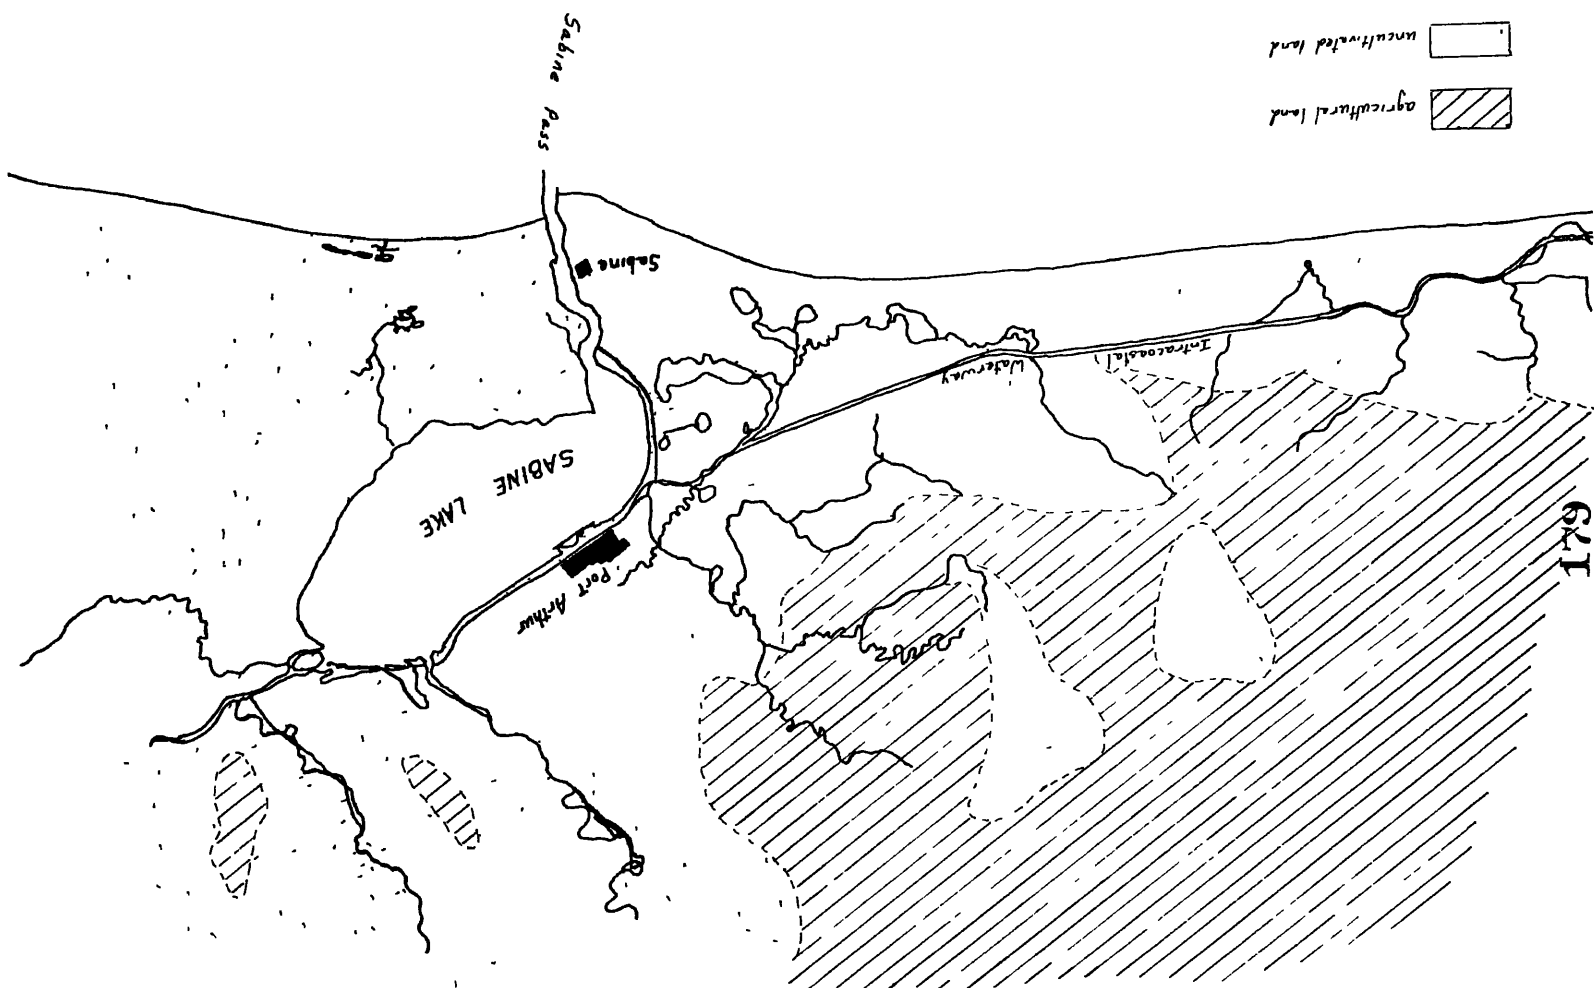 Sabine Pass
uncultivated land
agricultural land
Sabine
Intracoastal
Waterway
SABINE
LAKE
Port Arthur
179